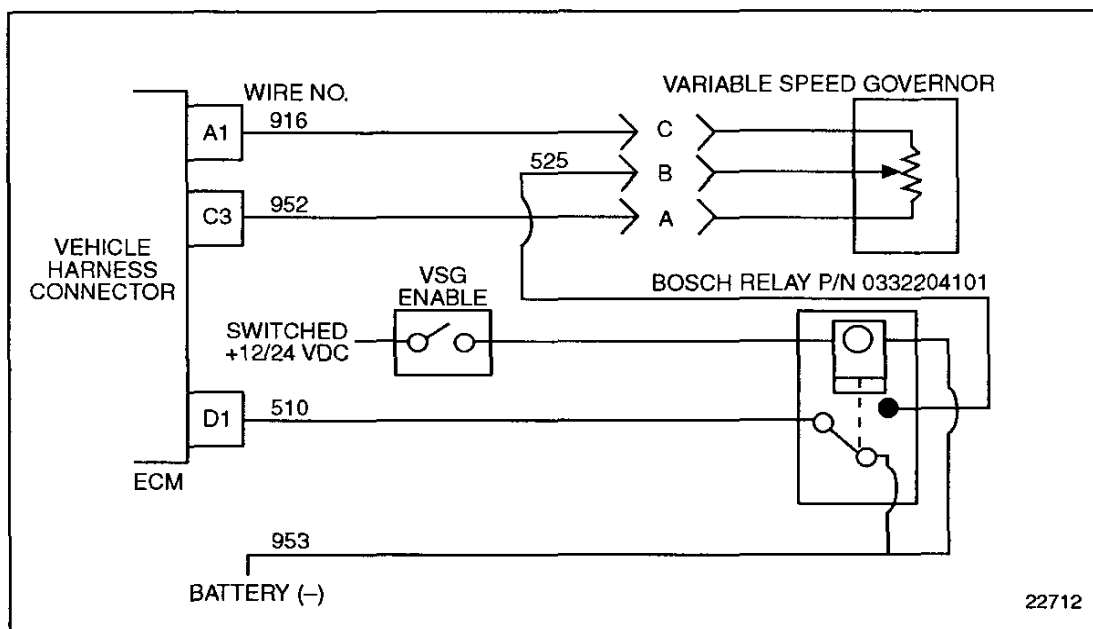 WIRE NO.
VARIABLE SPEED GOVERNOR
A1
916
C
525
B
C3
952
A
VEHICLE
HARNESS
CONNECTOR
VSG
ENABLE
BOSCH RELAY P/N 0332204101
SWITCHED
+12/24 VDC
D1
510
ECM
953
BATTERY (–)
22712